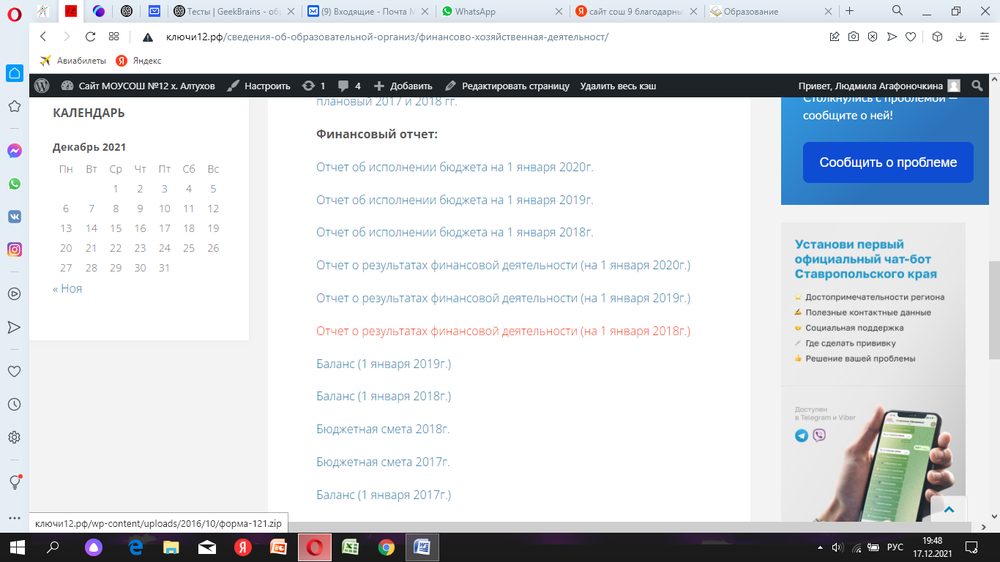 Тесты | GeekBrains - обр
(9) Входящие - Почта М
WhatsApp
сайт сош 9 благодарны
Образование
ключи12.рф/сведения-об-образовательной-организ/финансово-хозяйственная-деятельност/
Авиабилеты
Яндекс
Сайт МОУСОШ №12 х. Алтухов
Настроить
1
4
Добавить
Редактировать страницу
Удалить весь кэш
Привет, Людмила Агафоночкина
КАЛЕНДАРЬ
Декабрь 2021
Пн Вт Ср Чт Пт Сб Вс
1 2 3 4 5
6 7 8 9 10 11 12
13 14 15 16 17 18 19
20 21 22 23 24 25 26
27 28 29 30 31
« Ноя
плановый 2017 и 2018 гг.
Финансовый отчет:
Отчет об исполнении бюджета на 1 января 2020г.
Отчет об исполнении бюджета на 1 января 2019г.
Отчет об исполнении бюджета на 1 января 2018г.
Отчет о результатах финансовой деятельности (на 1 января 2020г.)
Отчет о результатах финансовой деятельности (на 1 января 2019г.)
Отчет о результатах финансовой деятельности (на 1 января 2018г.)
Баланс (1 января 2019г.)
Баланс (1 января 2018г.)
Бюджетная смета 2018г.
Бюджетная смета 2017г.
Баланс (1 января 2017г.)
Столкнулись с проблемой —
сообщите о ней!
Сообщить о проблеме
Установи первый
официальный чат-бот
Ставропольского края
Достопримечательности региона
Полезные контактные данные
Социальная поддержка
Где сделать прививку
Решение вашей проблемы
Доступен
в Telegram и Viber
ключи12.рф/wp-content/uploads/2016/10/форма-121.zip
РУС
19:48
17.12.2021